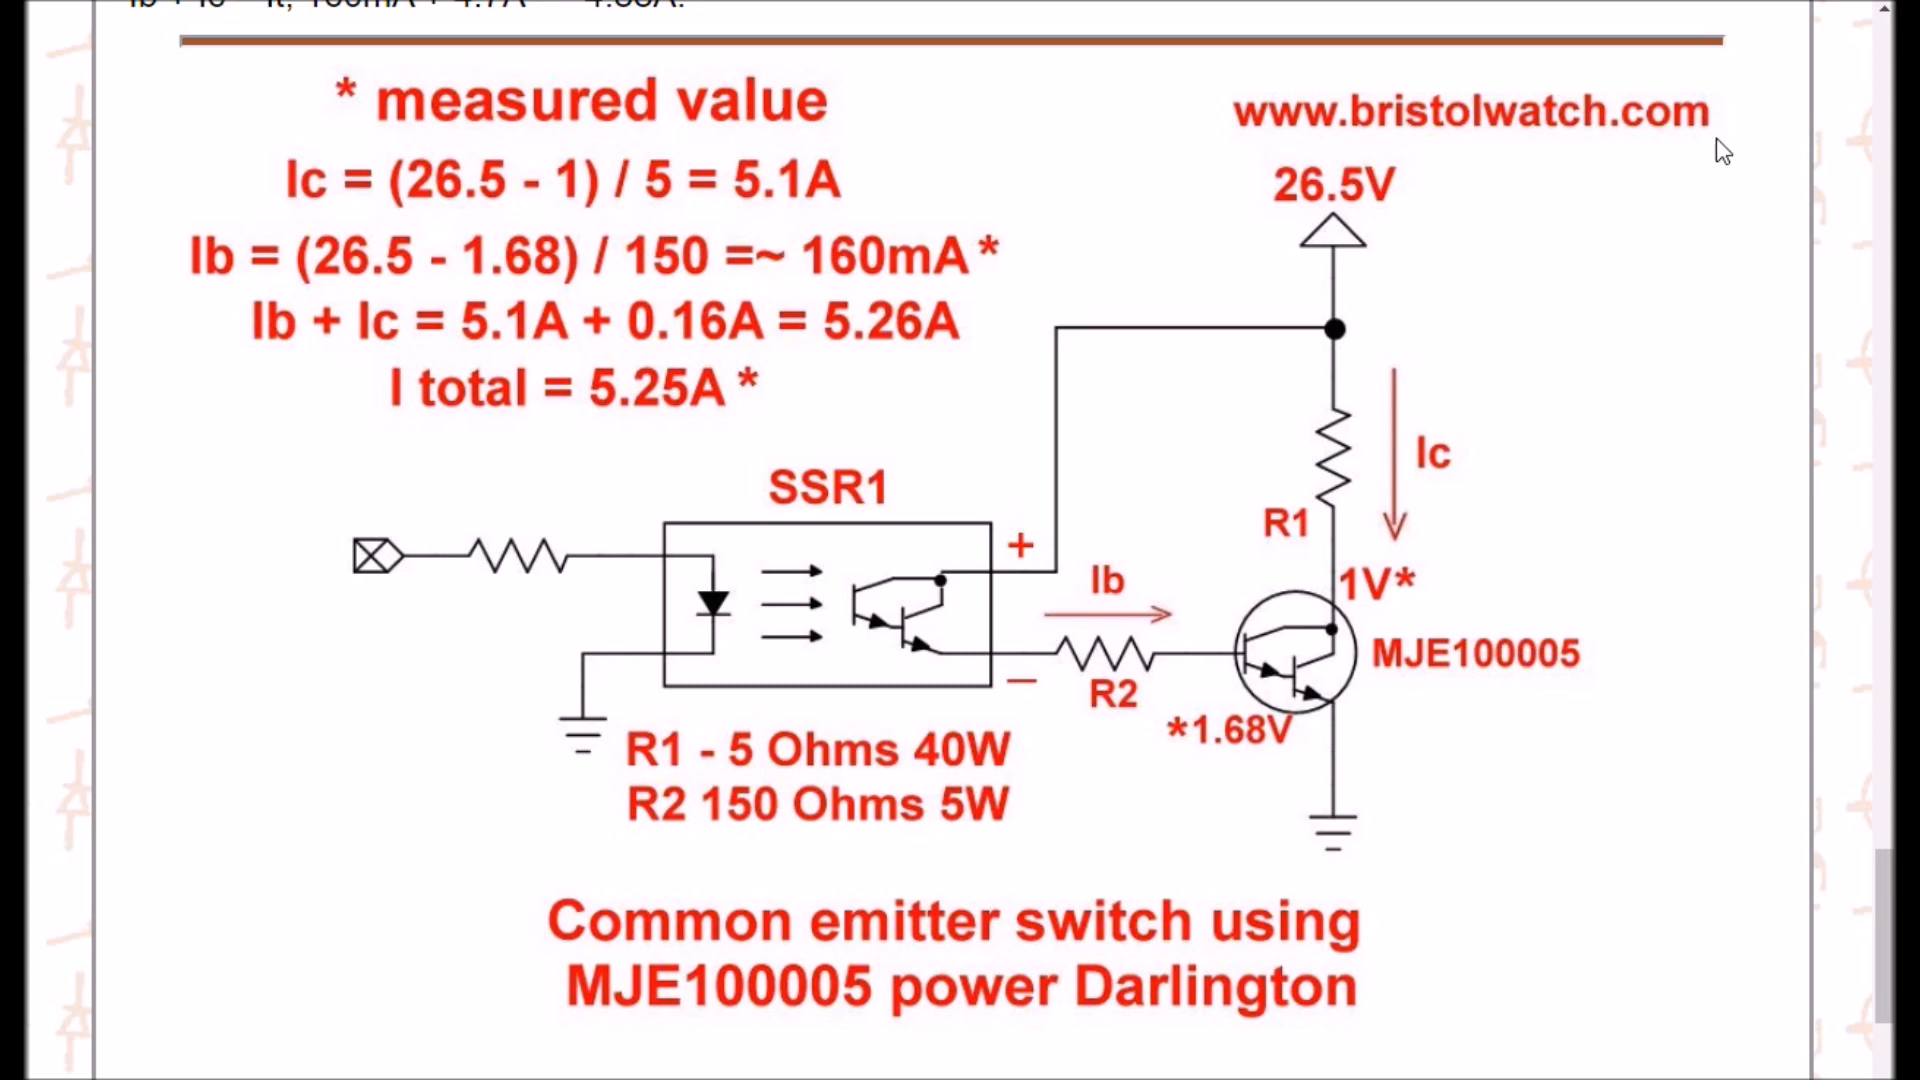 * measured value
www.bristolwatch.com
Ic = (26.5 - 1) / 5 = 5.1A
26.5V
Ib = (26.5 - 1.68) / 150 =~ 160mA *
Ib + Ic = 5.1A + 0.16A = 5.26A
I total = 5.25A *
Ic
SSR1
+
R1
Ib
1V*
MJE100005
–
R2
*1.68V
R1 - 5 Ohms 40W
R2 150 Ohms 5W
Common emitter switch using
MJE100005 power Darlington